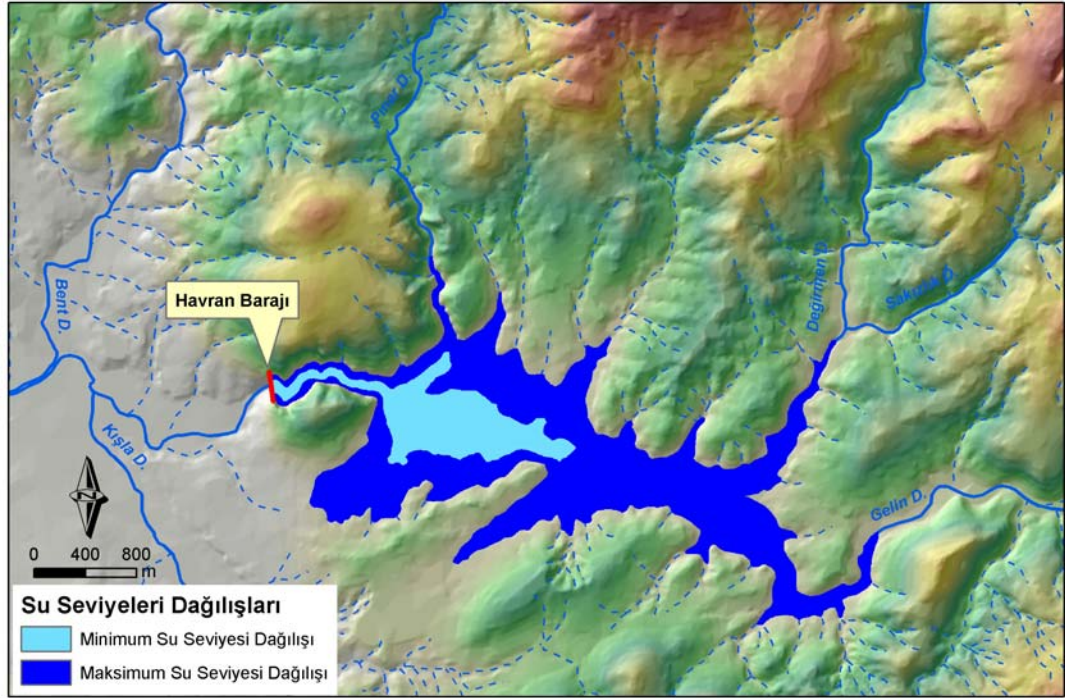 Pınar D.
Değirmen D.
Sakızlık D.
Bent D.
Havran Barajı
Kışla D.
Gelin D.
N
0 400 800
m
Su Seviyeleri Dağılışları
Minimum Su Seviyesi Dağılışı
Maksimum Su Seviyesi Dağılışı